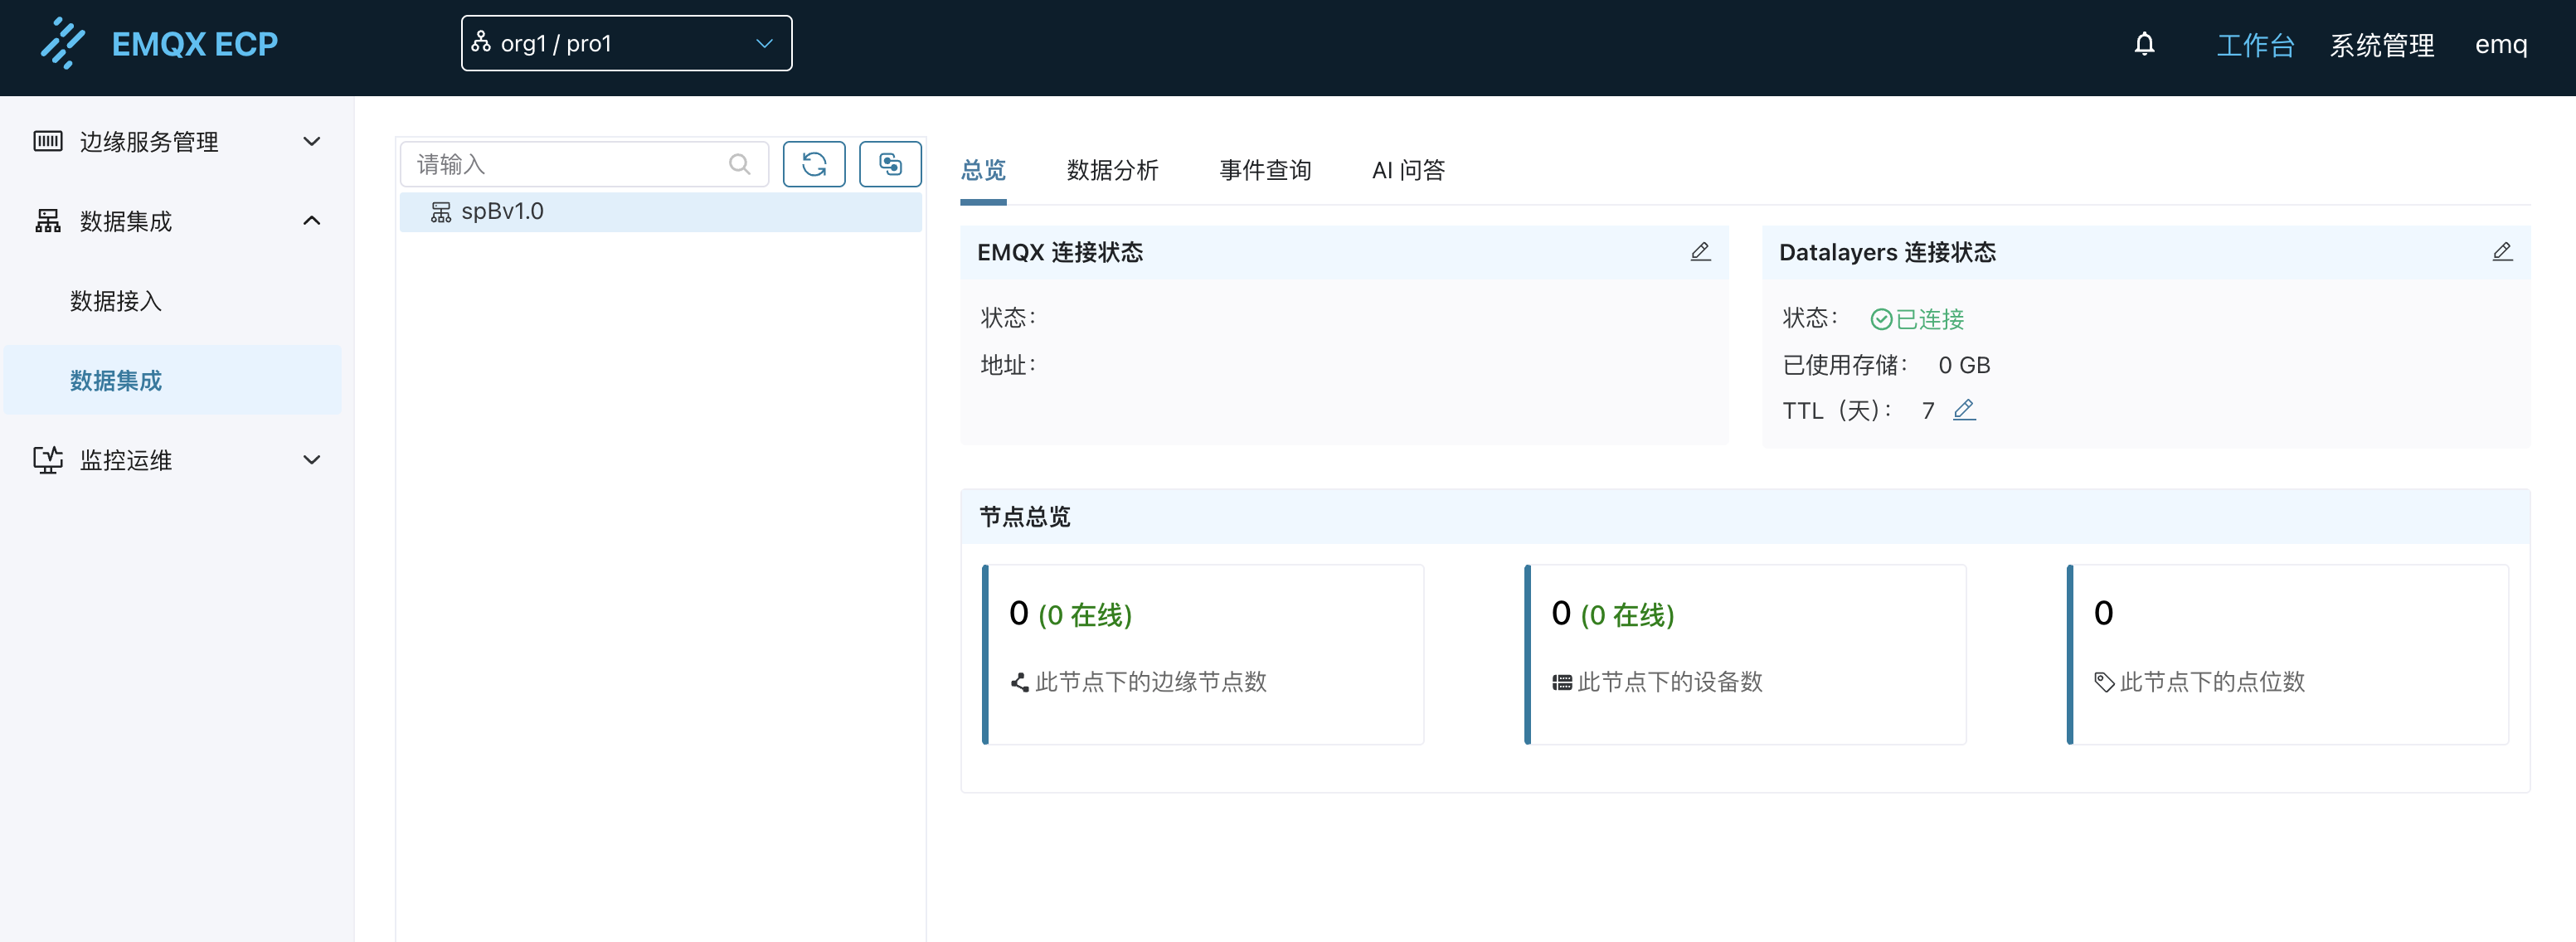 EMQX ECP
org1 / pro1
工作台
系统管理
emq
边缘服务管理
数据集成
数据接入
数据集成
监控运维
请输入
spBv1.0
总览
数据分析
事件查询
AI 问答
EMQX 连接状态
状态：
地址：
Datalayers 连接状态
状态： 已连接
已使用存储： 0 GB
TTL（天）： 7
节点总览
0 (0 在线)
此节点下的边缘节点数
0 (0 在线)
此节点下的设备数
0
此节点下的点位数